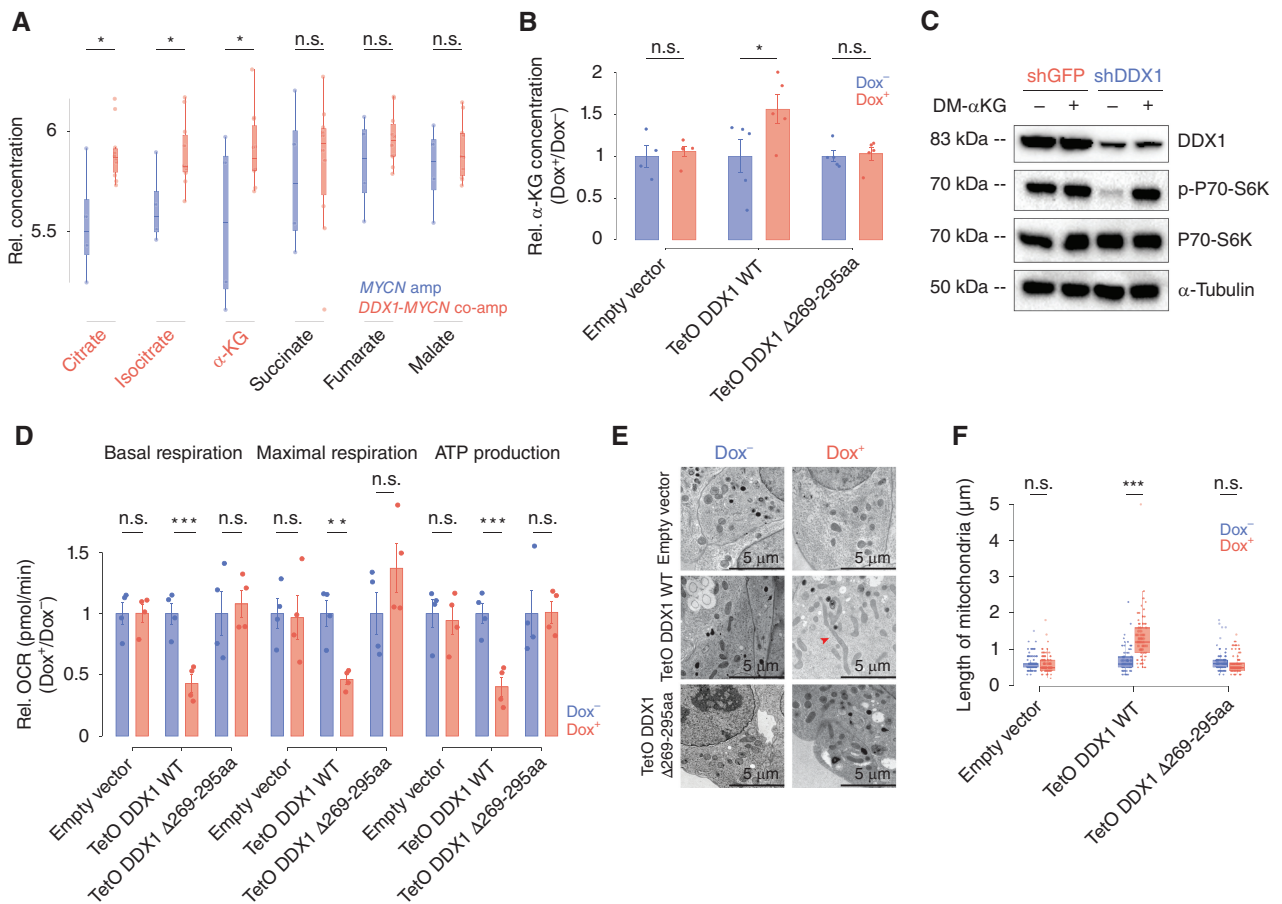 A
* * * n.s. n.s. n.s.
Rel. concentration
6
5.5
MYCN amp
DDX1-MYCN co-amp
Citrate
Isocitrate
α-KG
Succinate
Fumarate
Malate
B
n.s. * n.s.
Rel. α-KG concentration
(Dox⁺/Dox⁻)
2
1.5
1
0.5
0
Dox⁻
Dox⁺
Empty vector
TetO DDX1 WT
TetO DDX1 Δ269-295aa
C
shGFP shDDX1
DM-αKG – + – +
83 kDa -- DDX1
70 kDa -- p-P70-S6K
70 kDa -- P70-S6K
50 kDa -- α-Tubulin
D
Basal respiration Maximal respiration ATP production
n.s. *** n.s. n.s. ** n.s. n.s. *** n.s.
Rel. OCR (pmol/min)
(Dox⁺/Dox⁻)
1.5
1
0.5
0
Dox⁻
Dox⁺
Empty vector
TetO DDX1 WT
TetO DDX1 Δ269-295aa
Empty vector
TetO DDX1 WT
TetO DDX1 Δ269-295aa
Empty vector
TetO DDX1 WT
TetO DDX1 Δ269-295aa
E
Dox⁻ Dox⁺
Empty vector
5 μm 5 μm
TetO DDX1 WT
5 μm 5 μm
TetO DDX1
Δ269-295aa
5 μm 5 μm
F
n.s. *** n.s.
Length of mitochondria (μm)
5
4
3
2
1
0
Dox⁻
Dox⁺
Empty vector
TetO DDX1 WT
TetO DDX1 Δ269-295aa